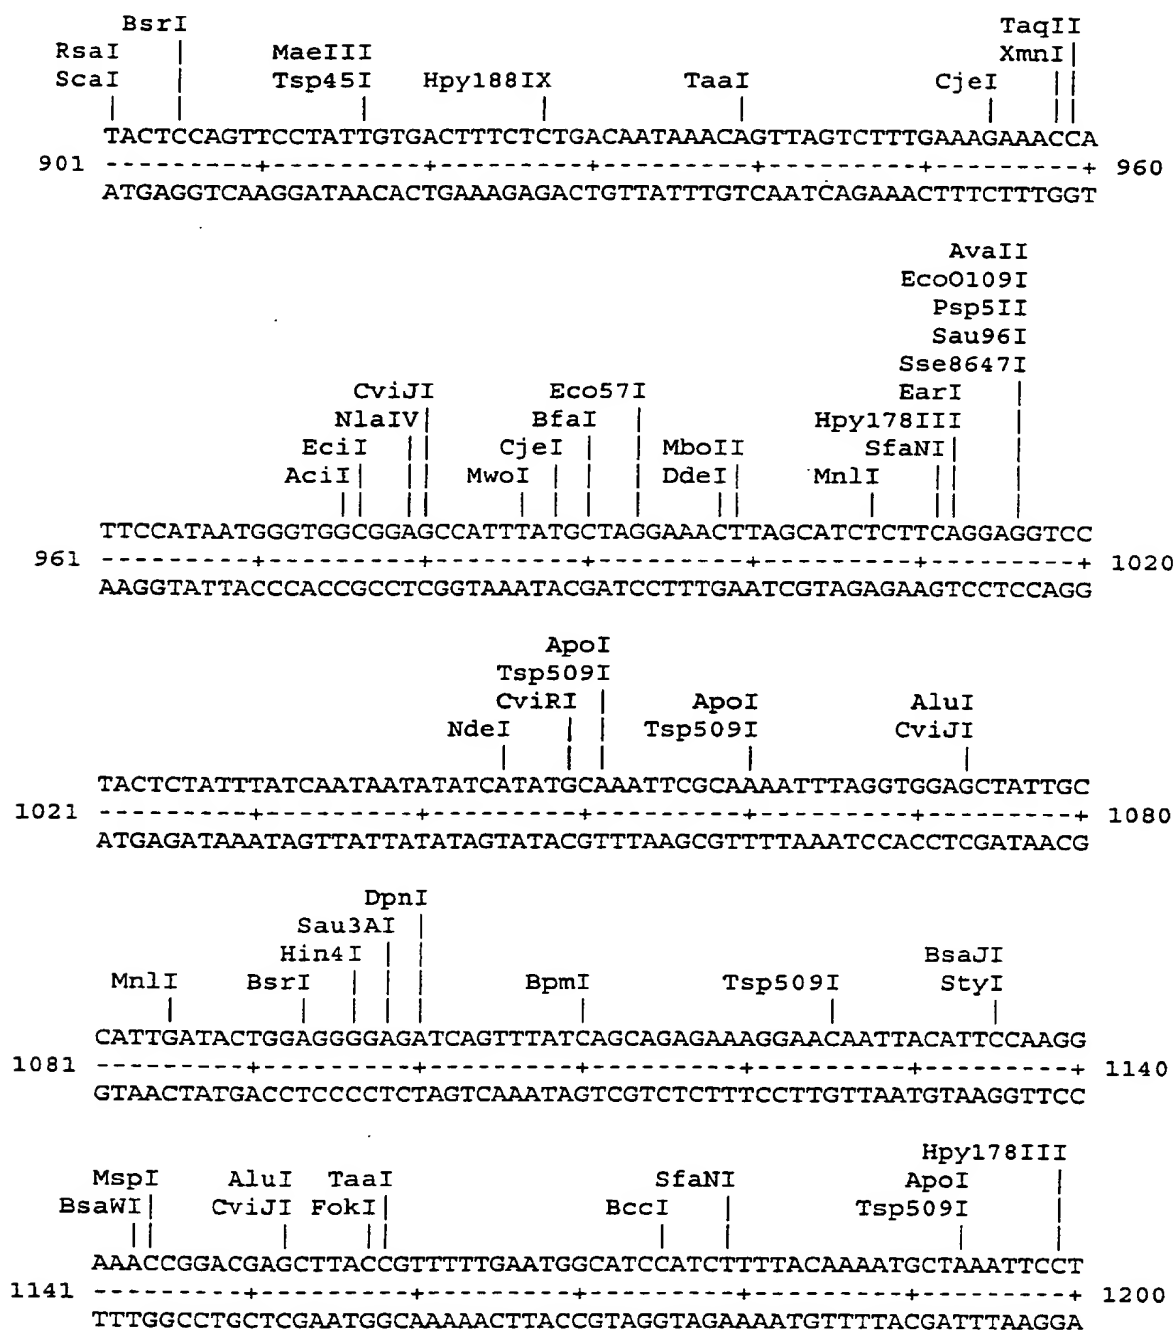 BsrI TaqII
RsaI MaeIII XmnI
ScaI Tsp45I Hpy188IX TaaI CjeI
TACTCCAGTTCCTATTGTGACTTTCTCTGACAATAAACAGTTAGTCTTTGAAAGAAACCA
901 ---------+---------+---------+---------+---------+---------+ 960
ATGAGGTCAAGGATAACACTGAAAGAGACTGTTATTTGTCAATCAGAAACTTTCTTTGGT
AvaII
EcoO109I
Psp5II
Sau96I
Sse8647I
CviJI Eco57I EarI
NlaIV BfaI Hpy178III
EciI CjeI MboII SfaNI
AciI MwoI DdeI MnlI
TTCCATAATGGGTGGCGGAGCCATTTATGCTAGGAAACTTAGCATCTCTTCAGGAGGTCC
961 ---------+---------+---------+---------+---------+---------+ 1020
AAGGTATTACCCACCGCCTCGGTAAATACGATCCTTTGAATCGTAGAGAAGTCCTCCAGG
ApoI
Tsp509I
CviRI ApoI AluI
NdeI Tsp509I CviJI
TACTCTATTTATCAATAATATATCATATGCAAATTCGCAAAATTTAGGTGGAGCTATTGC
1021 ---------+---------+---------+---------+---------+---------+ 1080
ATGAGATAAATAGTTATTATATAGTATACGTTTAAGCGTTTTAAATCCACCTCGATAACG
DpnI
Sau3AI
Hin4I BsaJI
MnlI BsrI BpmI Tsp509I StyI
CATTGATACTGGAGGGGAGATCAGTTTATCAGCAGAGAAAGGAACAATTACATTCCAAGG
1081 ---------+---------+---------+---------+---------+---------+ 1140
GTAACTATGACCTCCCCTCTAGTCAAATAGTCGTCTCTTTCCTTGTTAATGTAAGGTTCC
Hpy178III
MspI AluI TaaI SfaNI ApoI
BsaWI CviJI FokI BccI Tsp509I
AAACCGGACGAGCTTACCGTTTTTGAATGGCATCCATCTTTTACAAAATGCTAAATTCCT
1141 ---------+---------+---------+---------+---------+---------+ 1200
TTTGGCCTGCTCGAATGGCAAAAACTTACCGTAGGTAGAAAATGTTTTACGATTTAAGGA